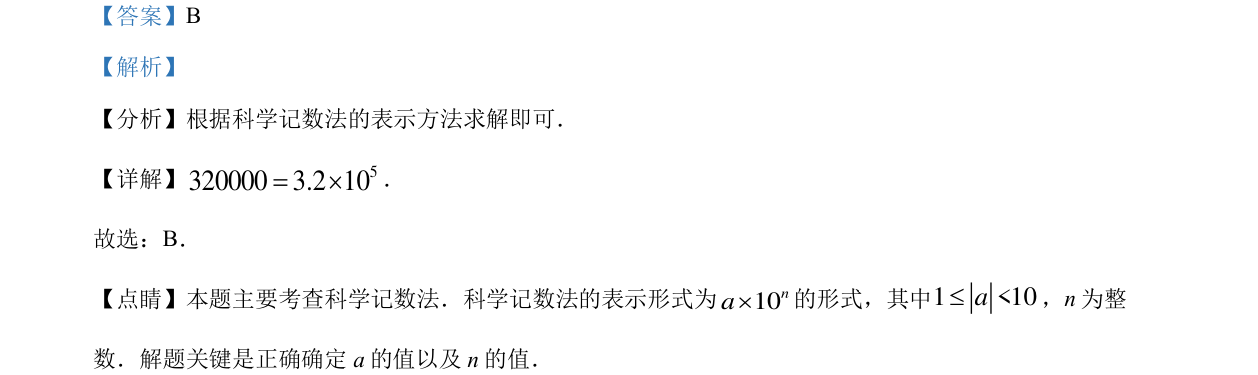 【答案】B
【解析】
【分析】根据科学记数法的表示方法求解即可．
【详解】320000＝3.2×10⁵．
故选：B．
【点睛】本题主要考查科学记数法．科学记数法的表示形式为 a×10ⁿ 的形式，其中1≤|a|<10，n 为整
数．解题关键是正确确定 a 的值以及 n 的值．